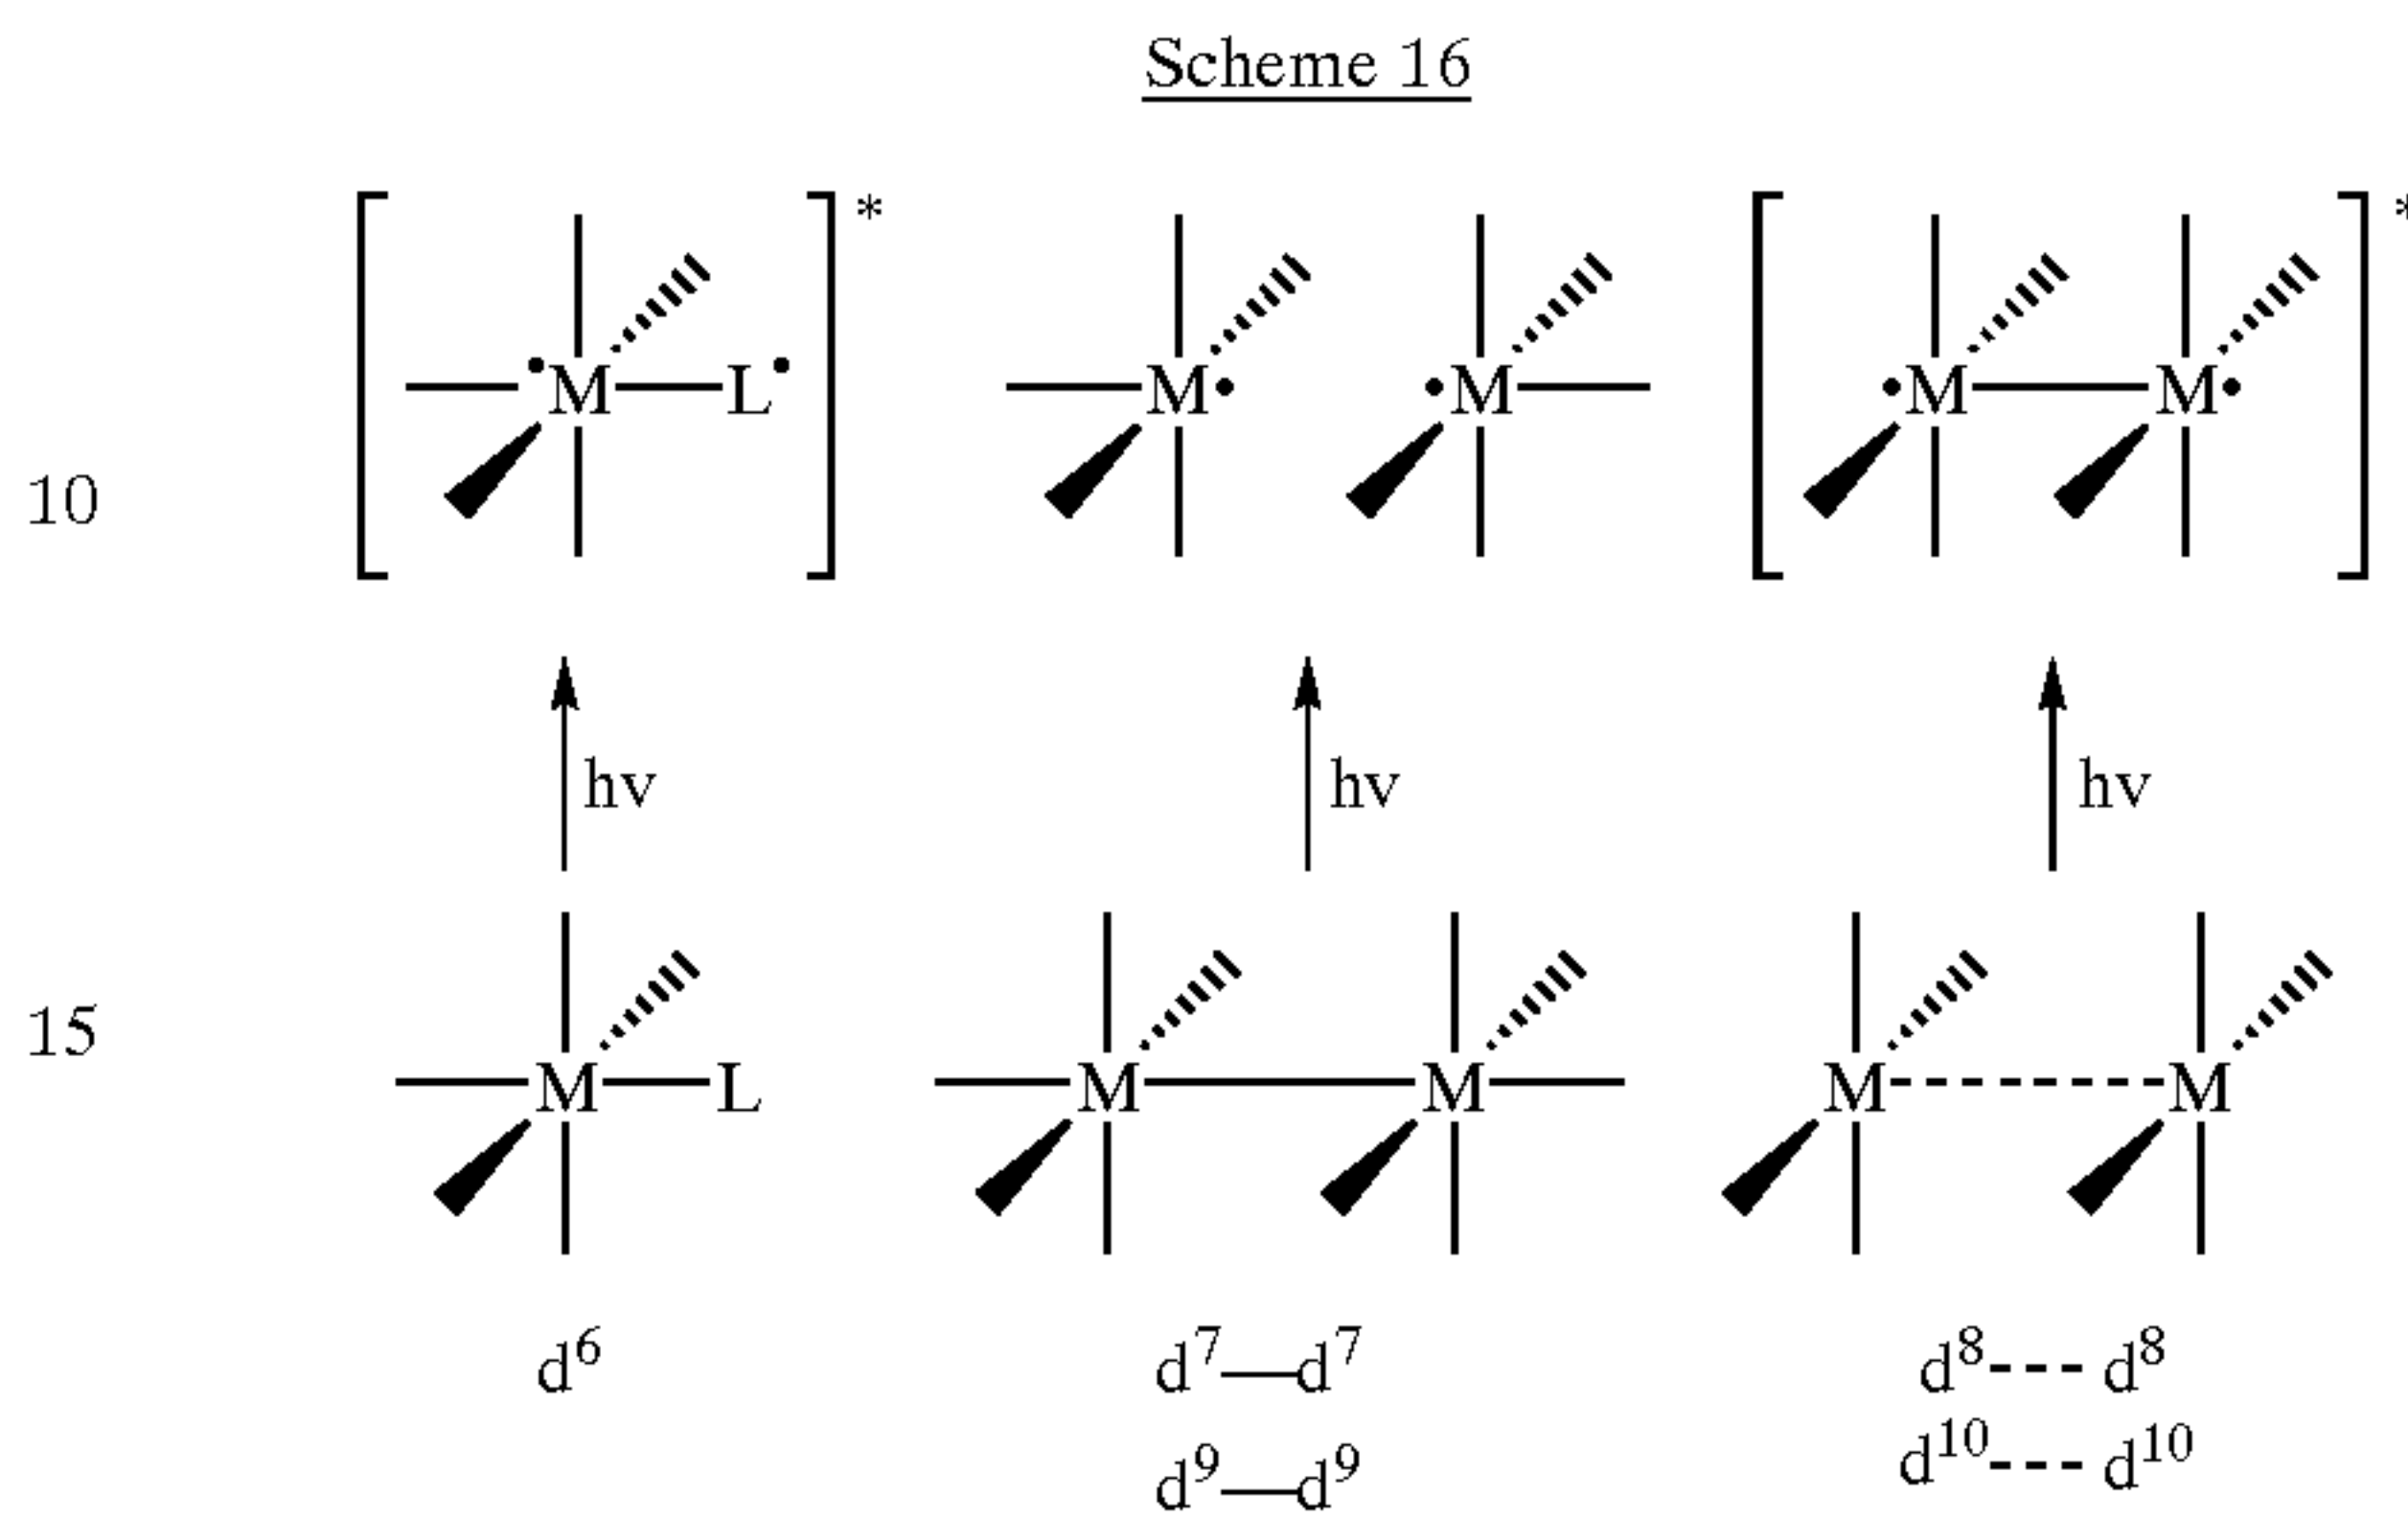 Scheme 16
* *
•M L• M• •M •M M•
10
hv hv hv
15
M L M M M M
d⁶ d⁷—d⁷ d⁸---d⁸
d⁹—d⁹ d¹⁰---d¹⁰